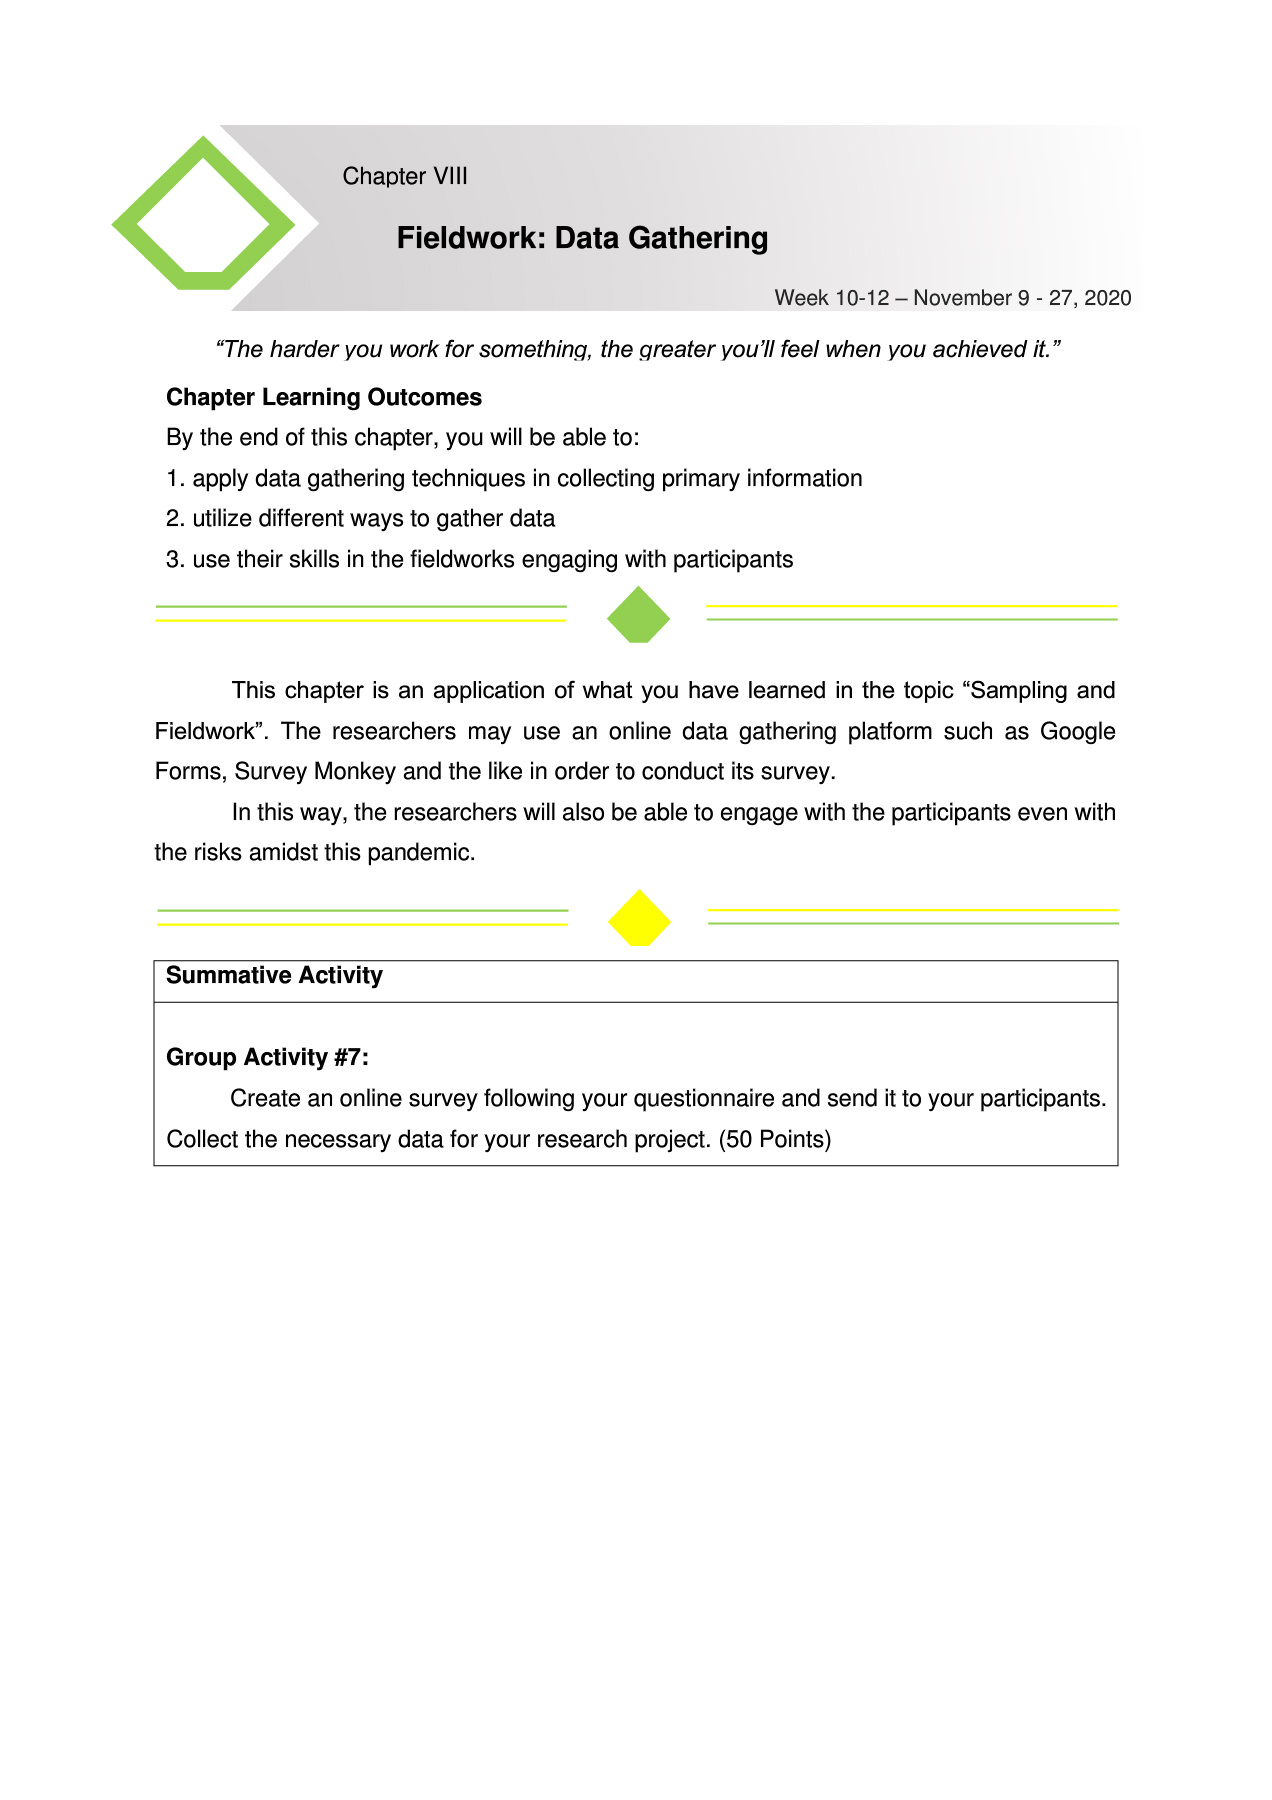 Chapter VIII
Fieldwork: Data Gathering
Week 10-12 – November 9 - 27, 2020
“The harder you work for something, the greater you’ll feel when you achieved it.”
Chapter Learning Outcomes
By the end of this chapter, you will be able to:
1. apply data gathering techniques in collecting primary information
2. utilize different ways to gather data
3. use their skills in the fieldworks engaging with participants
This chapter is an application of what you have learned in the topic “Sampling and
Fieldwork”. The researchers may use an online data gathering platform such as Google
Forms, Survey Monkey and the like in order to conduct its survey.
In this way, the researchers will also be able to engage with the participants even with
the risks amidst this pandemic.
Summative Activity
Group Activity #7:
Create an online survey following your questionnaire and send it to your participants.
Collect the necessary data for your research project. (50 Points)